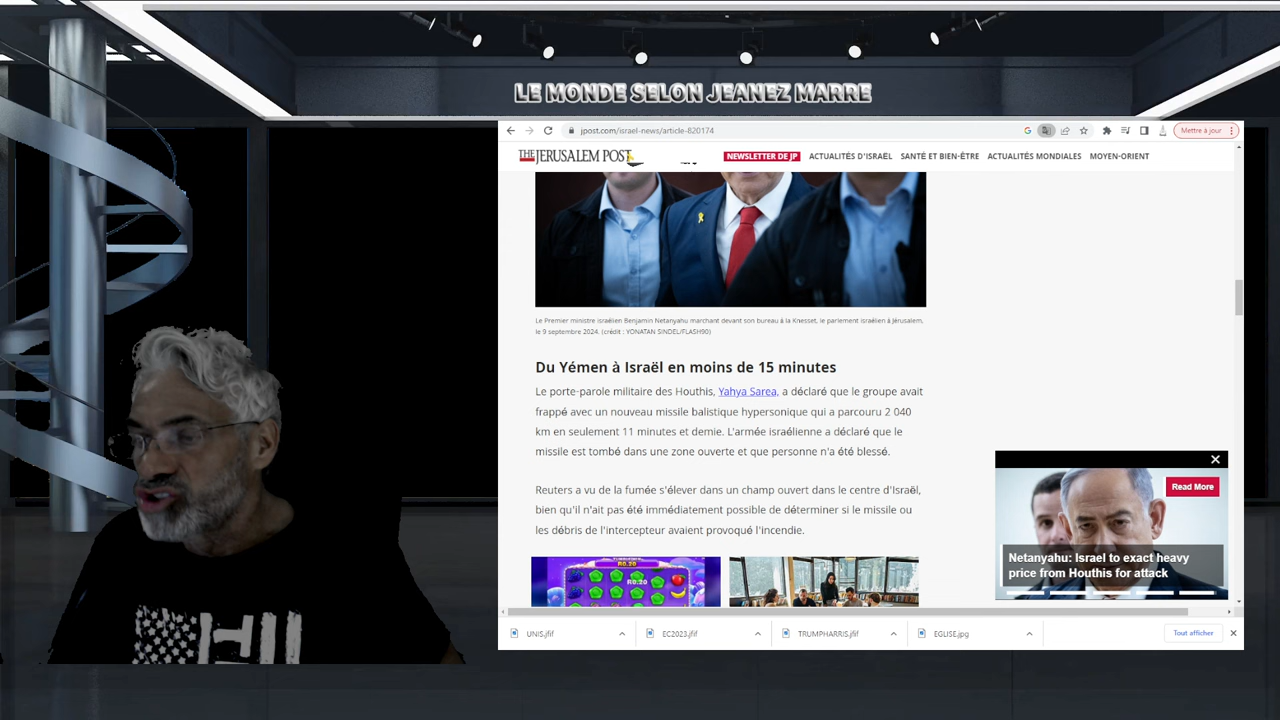 LE MONDE SELON JEANEZ MARRE
jpost.com/israel-news/article-820174
Mettre à jour
THE JERUSALEM POST
NEWSLETTER DE JP
ACTUALITÉS D'ISRAËL
SANTÉ ET BIEN-ÊTRE
ACTUALITÉS MONDIALES
MOYEN-ORIENT
Le Premier ministre israélien Benjamin Netanyahu marchant devant son bureau à la Knesset, le parlement israélien à Jérusalem,
le 9 septembre 2024. (crédit : YONATAN SINDEL/FLASH90)
Du Yémen à Israël en moins de 15 minutes
Le porte-parole militaire des Houthis, Yahya Sarea, a déclaré que le groupe avait
frappé avec un nouveau missile balistique hypersonique qui a parcouru 2 040
km en seulement 11 minutes et demie. L'armée israélienne a déclaré que le
missile est tombé dans une zone ouverte et que personne n'a été blessé.
Reuters a vu de la fumée s'élever dans un champ ouvert dans le centre d'Israël,
bien qu'il n'ait pas été immédiatement possible de déterminer si le missile ou
les débris de l'intercepteur avaient provoqué l'incendie.
Read More
Netanyahu: Israel to exact heavy
price from Houthis for attack
R0.20
R0.20
UNIS.jfif
EC2023.jfif
TRUMPHARRIS.jfif
EGLISE.jpg
Tout afficher